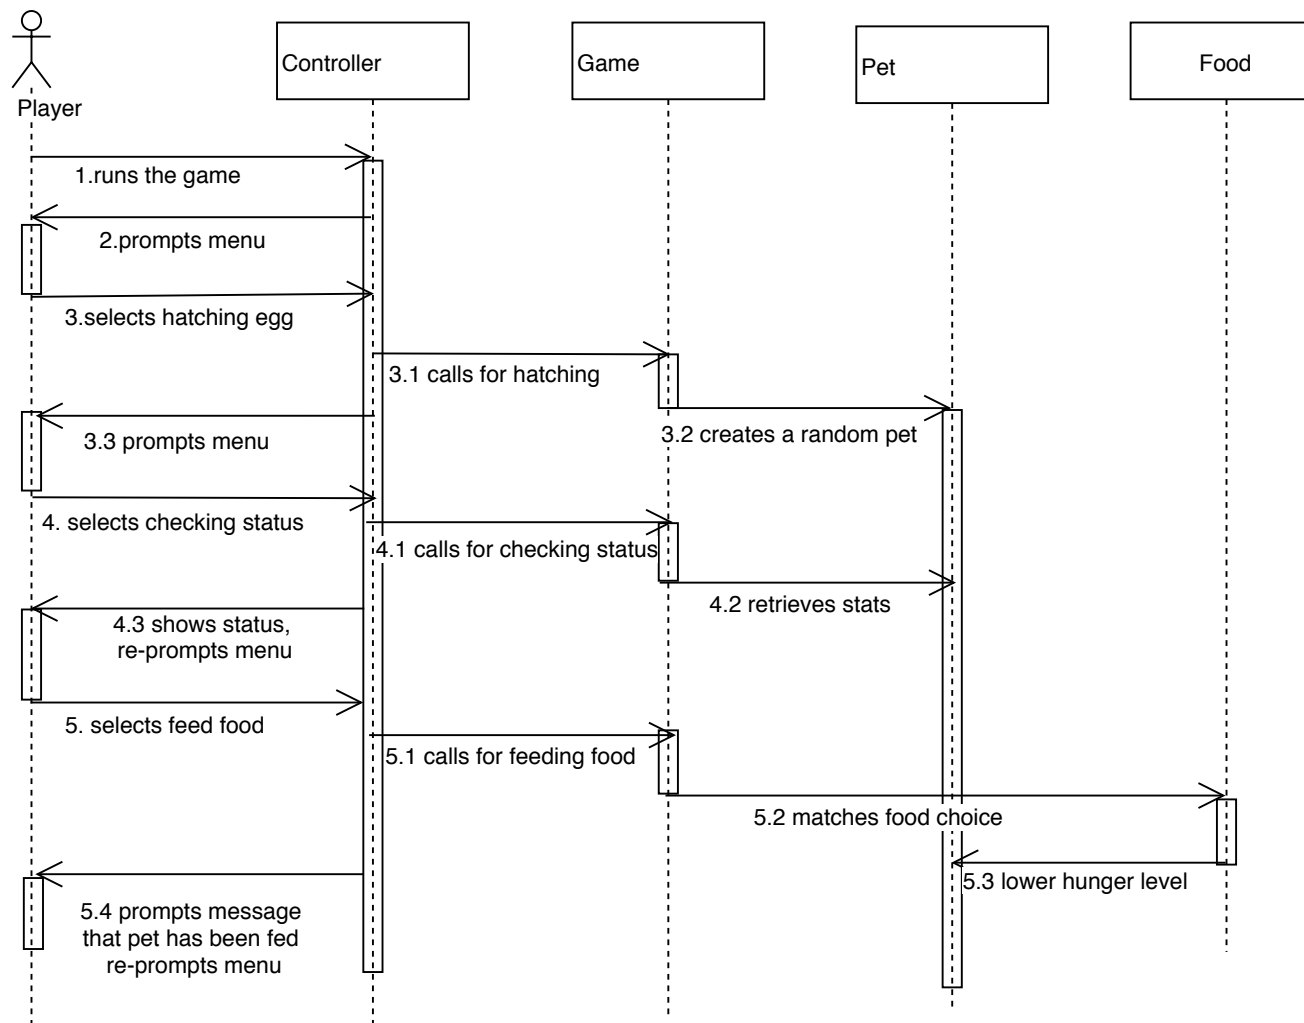 Controller
Game
Pet
Food
Player
1.runs the game
2.prompts menu
3.selects hatching egg
3.1 calls for hatching
3.2 creates a random pet
3.3 prompts menu
4. selects checking status
4.1 calls for checking status
4.2 retrieves stats
4.3 shows status,
re-prompts menu
5. selects feed food
5.1 calls for feeding food
5.2 matches food choice
5.3 lower hunger level
5.4 prompts message
that pet has been fed
re-prompts menu